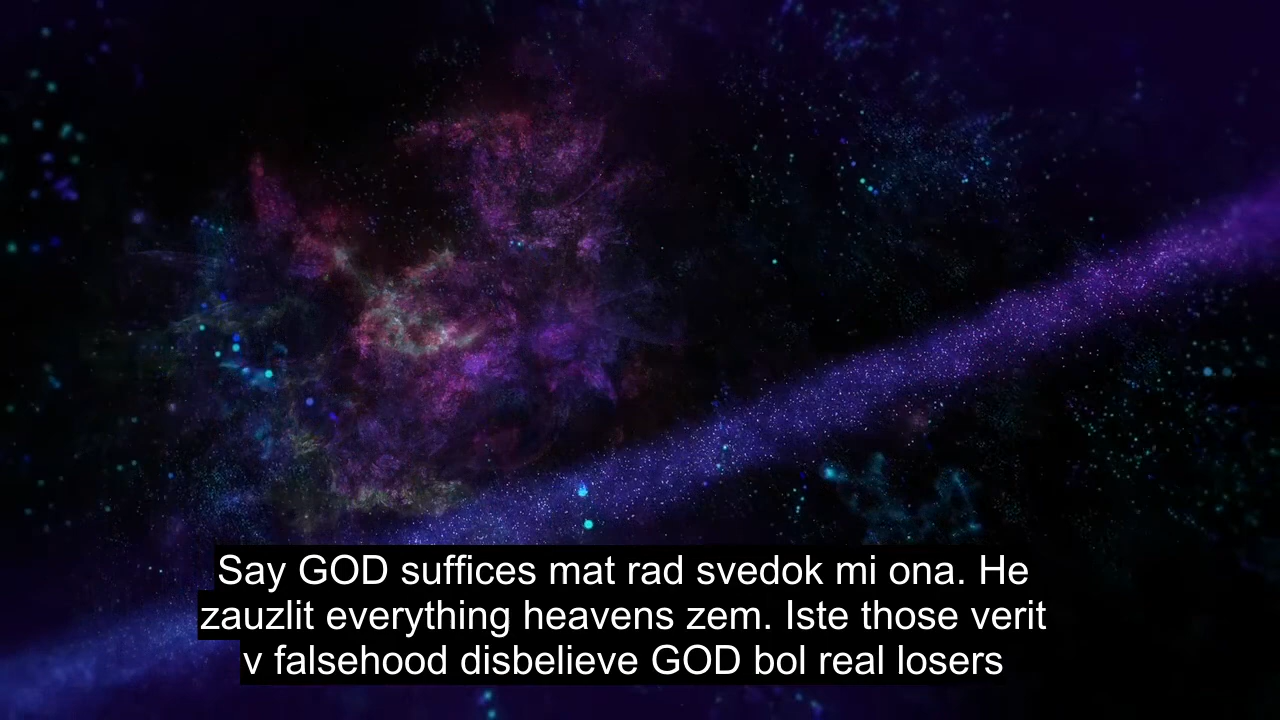 Say GOD suffices mat rad svedok mi ona. He
zauzlit everything heavens zem. Iste those verit
v falsehood disbelieve GOD bol real losers